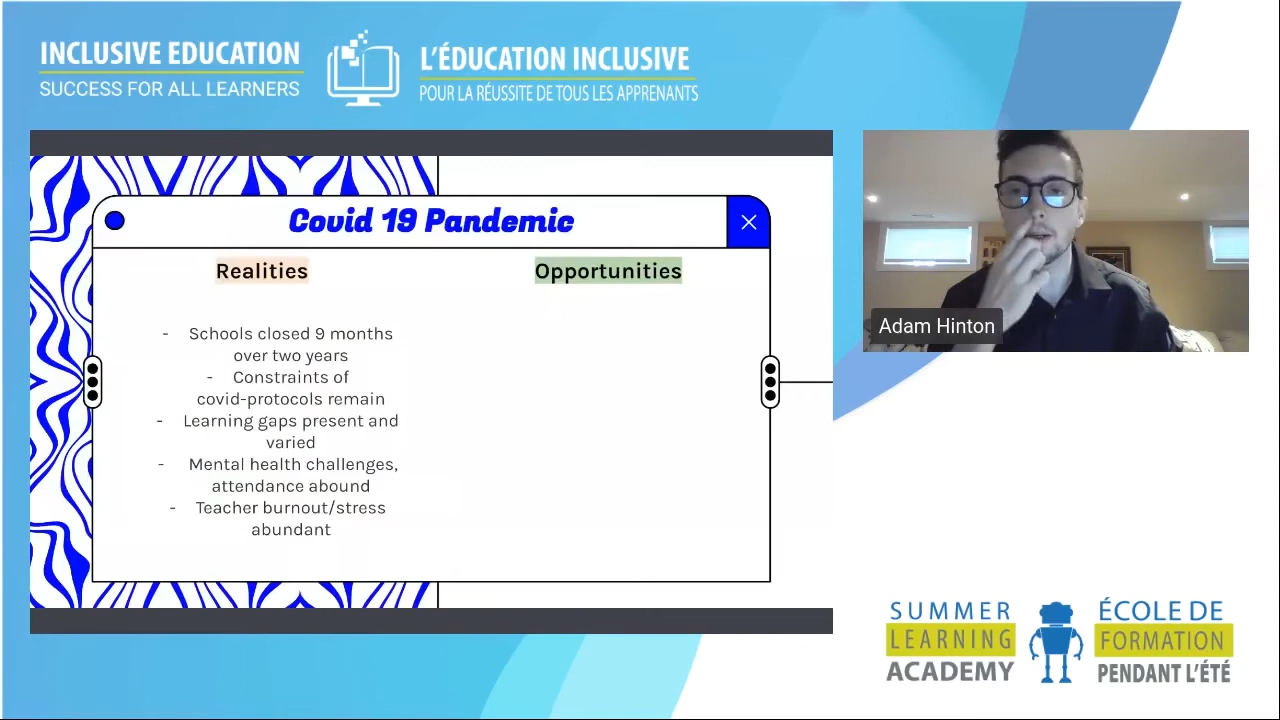 INCLUSIVE EDUCATION
SUCCESS FOR ALL LEARNERS
L'ÉDUCATION INCLUSIVE
POUR LA RÉUSSITE DE TOUS LES APPRENANTS
Covid 19 Pandemic
Realities
- Schools closed 9 months
over two years
- Constraints of
covid-protocols remain
- Learning gaps present and
varied
- Mental health challenges,
attendance abound
- Teacher burnout/stress
abundant
Opportunities
Adam Hinton
SUMMER
LEARNING
ACADEMY
ÉCOLE DE
FORMATION
PENDANT L'ÉTÉ